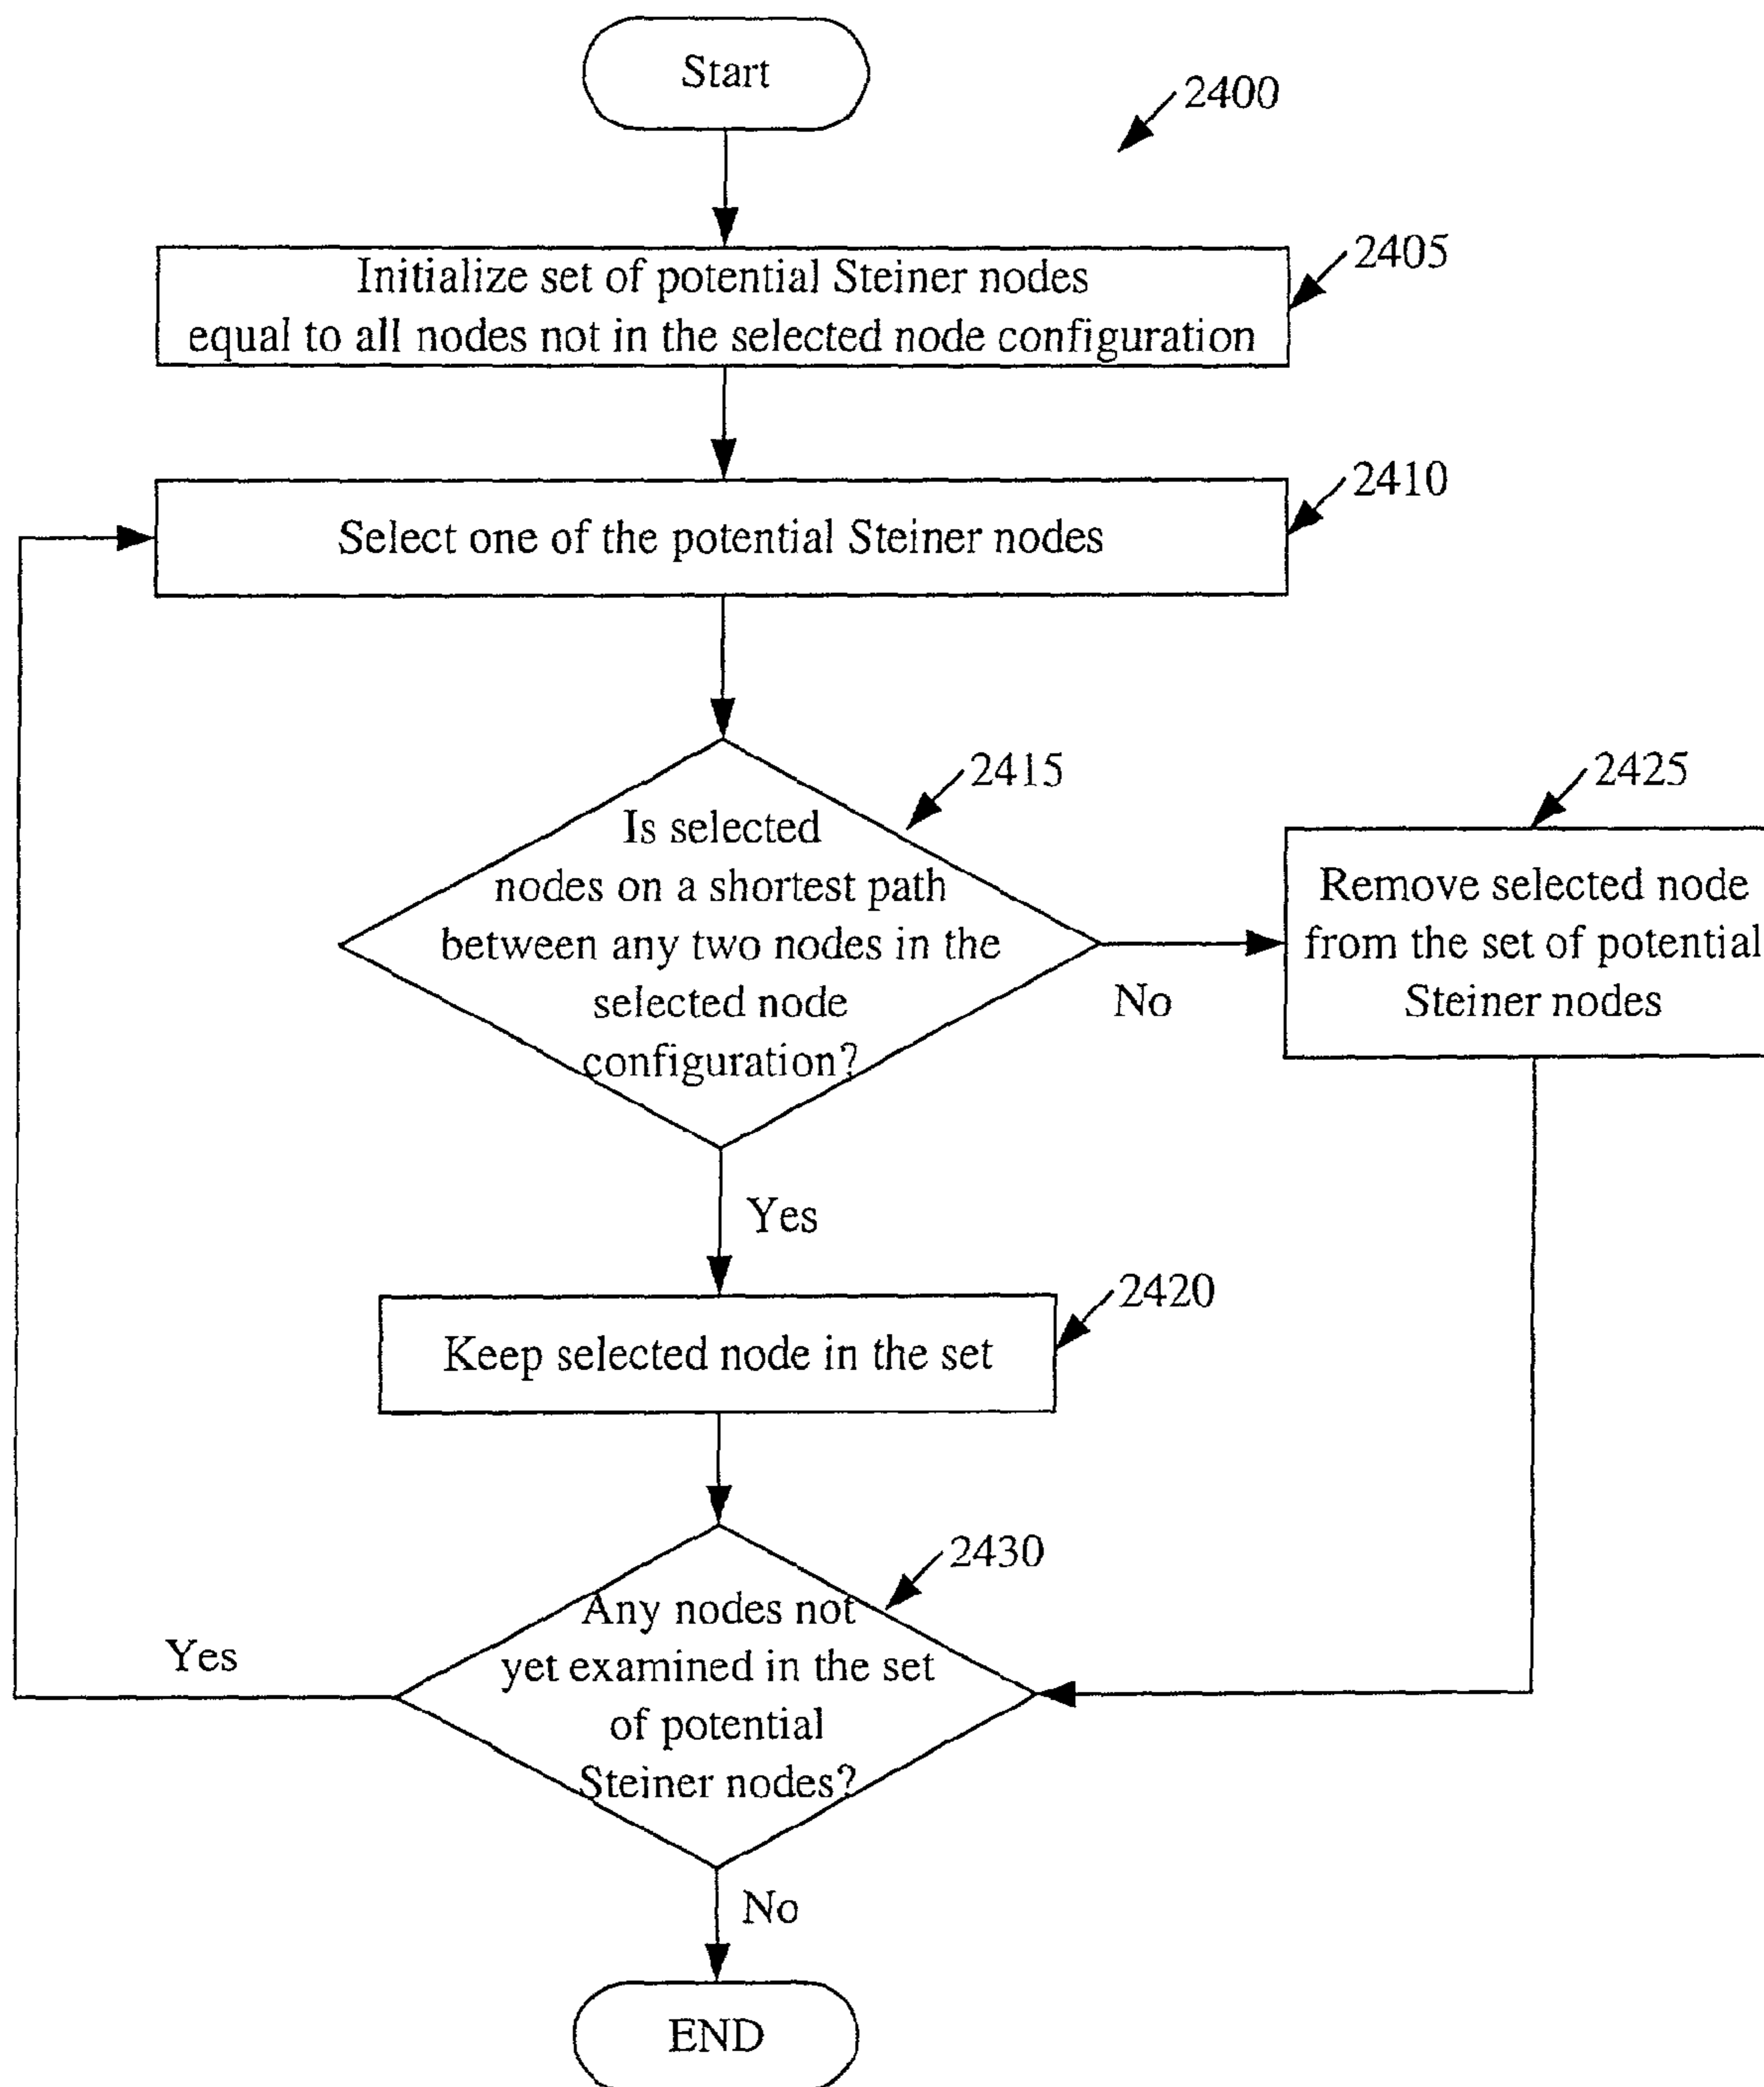 Start
2400
2405
Initialize set of potential Steiner nodes
equal to all nodes not in the selected node configuration
2410
Select one of the potential Steiner nodes
2415
Is selected
nodes on a shortest path
between any two nodes in the
selected node
configuration?
No
2425
Remove selected node
from the set of potential
Steiner nodes
Yes
2420
Keep selected node in the set
2430
Any nodes not
yet examined in the set
of potential
Steiner nodes?
Yes
No
END